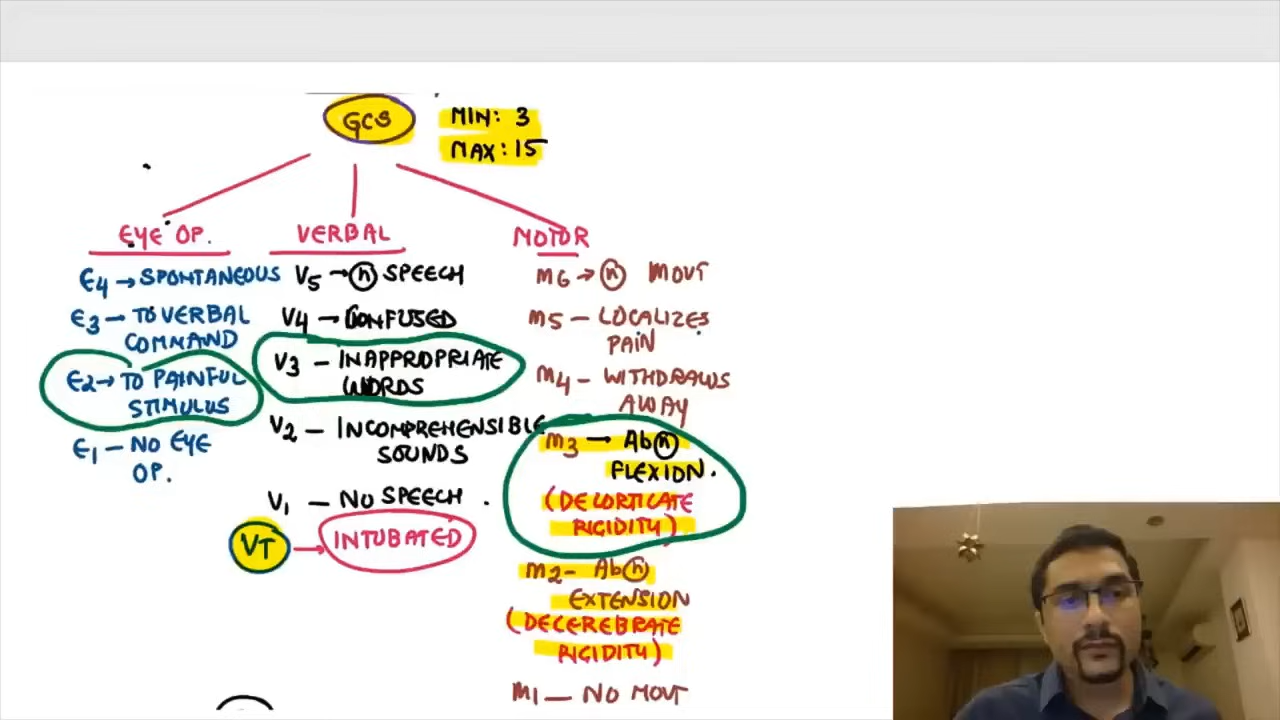 GCS
MIN: 3
MAX: 15
EYE OP.
E4 → SPONTANEOUS
E3 → TO VERBAL
COMMAND
E2 → TO PAINFUL
STIMULUS
E1 — NO EYE
OP.
VERBAL
V5 → (n) SPEECH
V4 → CONFUSED
V3 — INAPPROPRIATE
WORDS
V2 — INCOMPREHENSIBLE
SOUNDS
V1 — NO SPEECH
VT → INTUBATED
MOTOR
M6 → (n) MOVT
M5 — LOCALIZES
PAIN
M4 — WITHDRAWS
AWAY
M3 → Ab(n)
FLEXION.
(DECORTICATE
RIGIDITY)
M2 — Ab(n)
EXTENSION
(DECEREBRATE
RIGIDITY)
M1 — NO MOVT